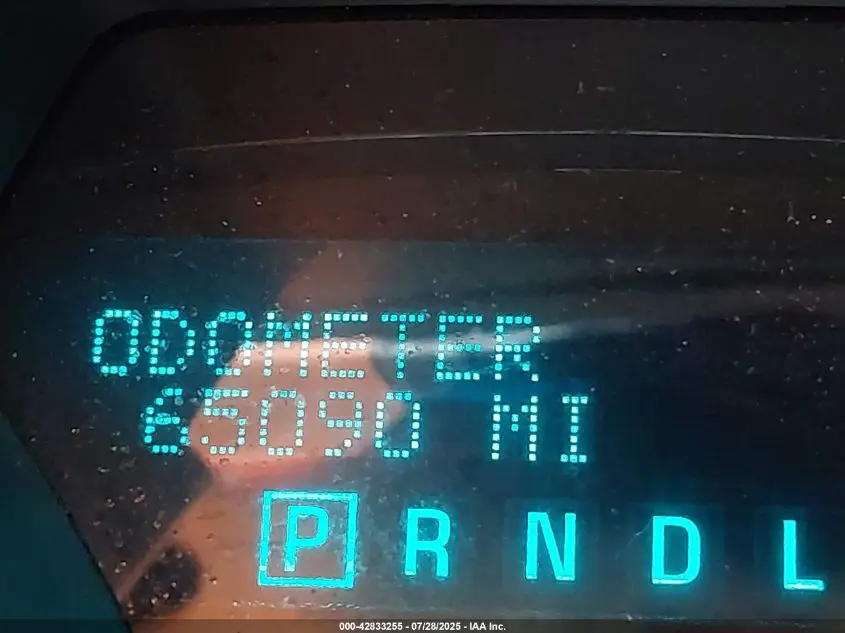 ODOMETER
65090 MI
P R N D L
000-42833255 - 07/28/2025 - IAA Inc.